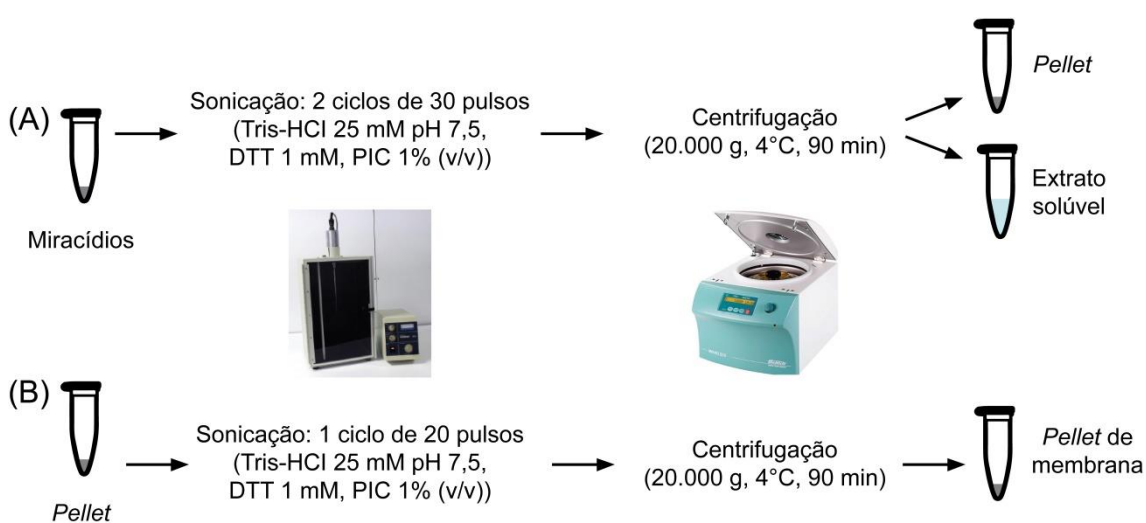 (A)
Miracídios
Sonicação: 2 ciclos de 30 pulsos
(Tris-HCl 25 mM pH 7,5,
DTT 1 mM, PIC 1% (v/v))
Centrifugação
(20.000 g, 4°C, 90 min)
Pellet
Extrato
solúvel
(B)
Pellet
Sonicação: 1 ciclo de 20 pulsos
(Tris-HCl 25 mM pH 7,5,
DTT 1 mM, PIC 1% (v/v))
Centrifugação
(20.000 g, 4°C, 90 min)
Pellet de
membrana